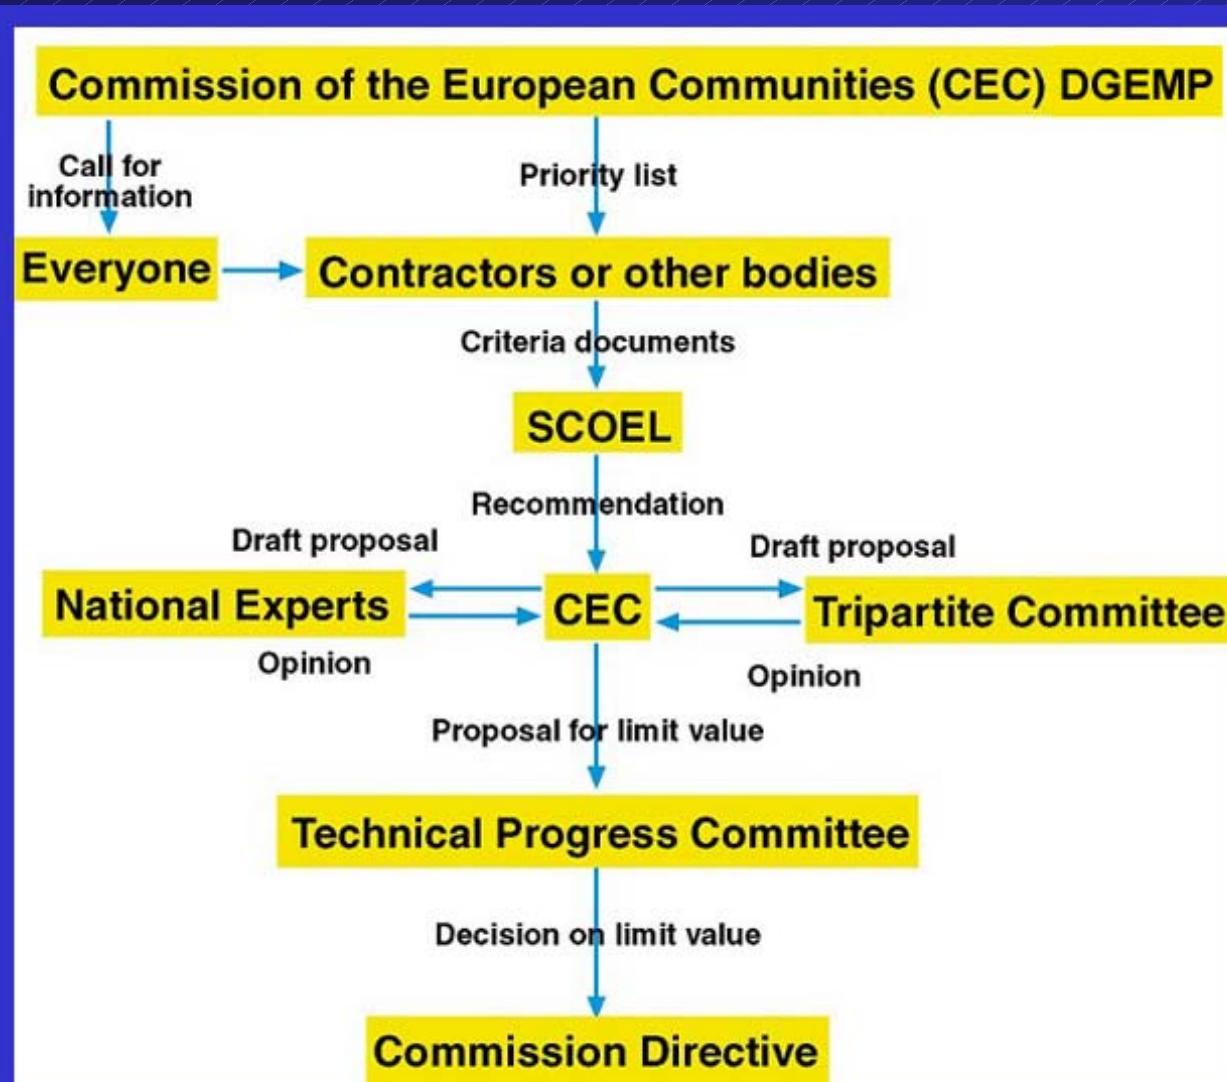 Commission of the European Communities (CEC) DGEMP
Call for
information
Priority list
Everyone
Contractors or other bodies
Criteria documents
SCOEL
Recommendation
Draft proposal
Draft proposal
National Experts
CEC
Tripartite Committee
Opinion
Opinion
Proposal for limit value
Technical Progress Committee
Decision on limit value
Commission Directive